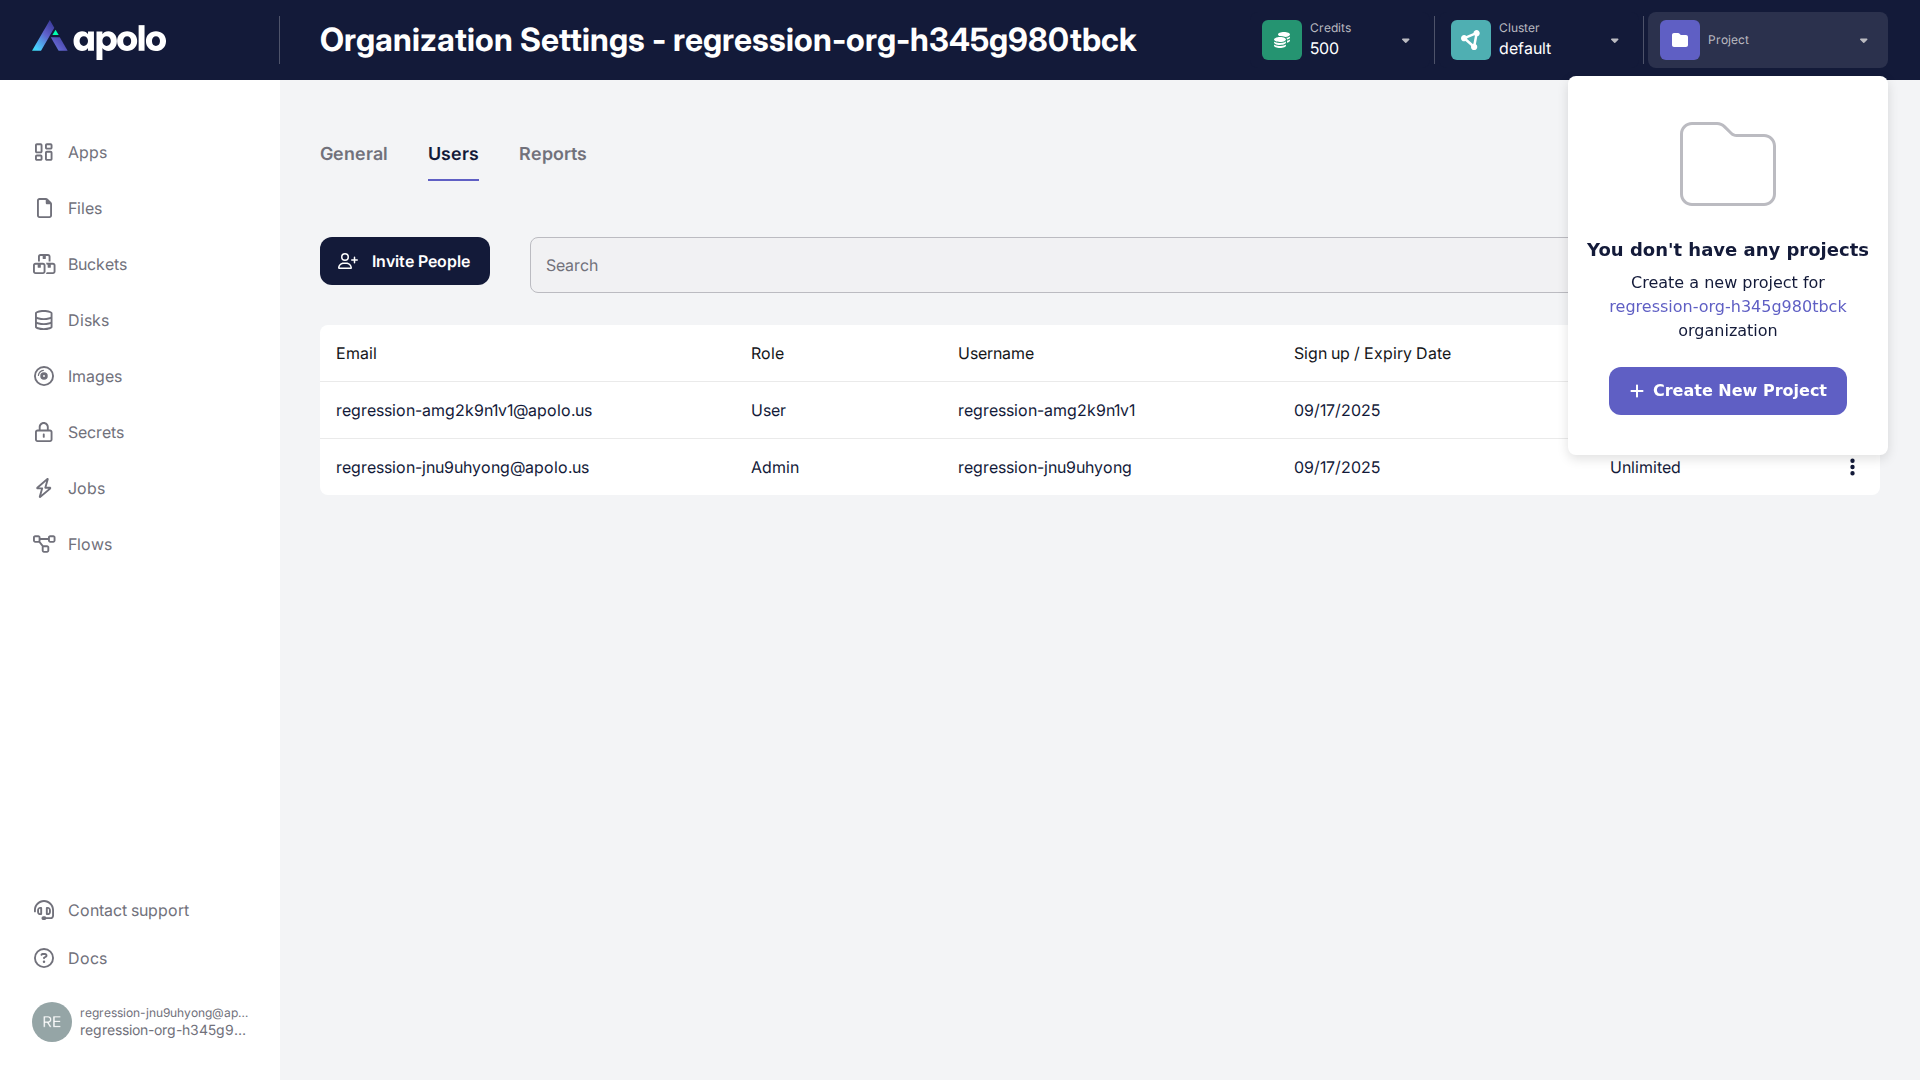 apolo
Organization Settings - regression-org-h345g980tbck
Credits
500
Cluster
default
Project
Apps
Files
Buckets
Disks
Images
Secrets
Jobs
Flows
Contact support
Docs
RE
regression-jnu9uhyong@ap...
regression-org-h345g9...
General
Users
Reports
Invite People
Search
Email
Role
Username
Sign up / Expiry Date
regression-amg2k9n1v1@apolo.us
User
regression-amg2k9n1v1
09/17/2025
regression-jnu9uhyong@apolo.us
Admin
regression-jnu9uhyong
09/17/2025
Unlimited
You don't have any projects
Create a new project for
regression-org-h345g980tbck
organization
Create New Project